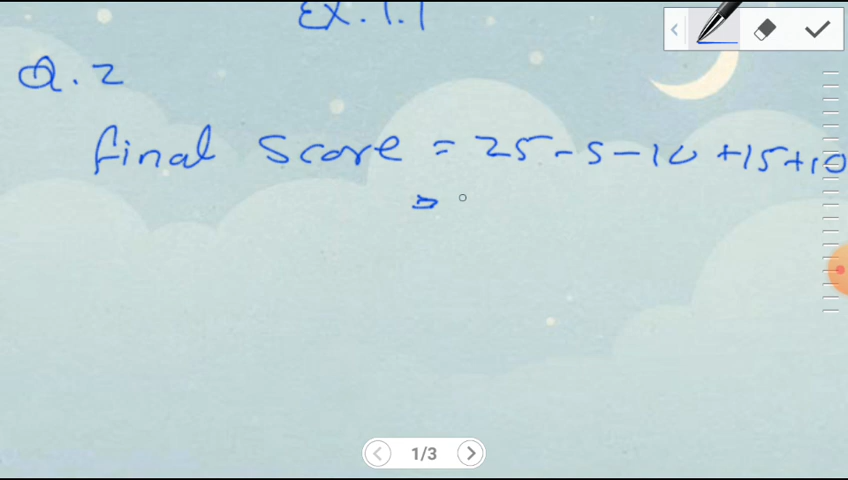 Ex. 1.1
Q. 2
final score = 25 - 5 - 10 + 15 + 10
=
1/3